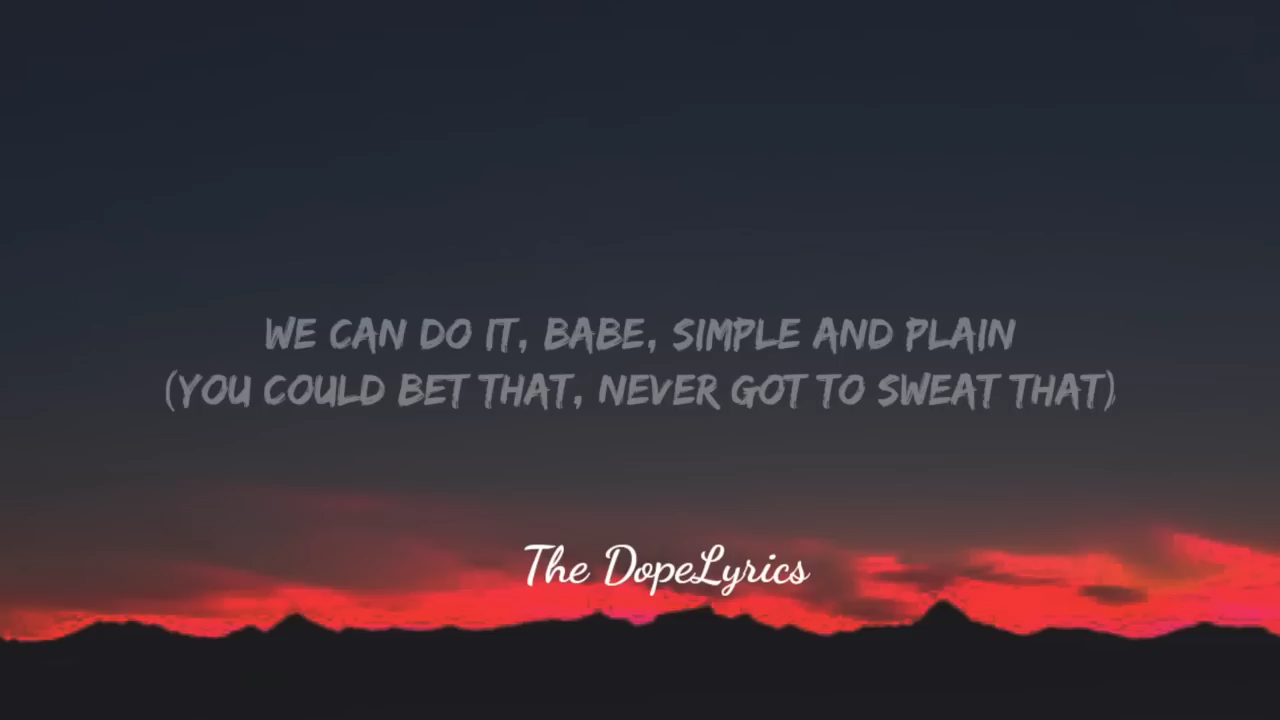 WE CAN DO IT, BABE, SIMPLE AND PLAIN
(YOU COULD BET THAT, NEVER GOT TO SWEAT THAT)
The DopeLyrics